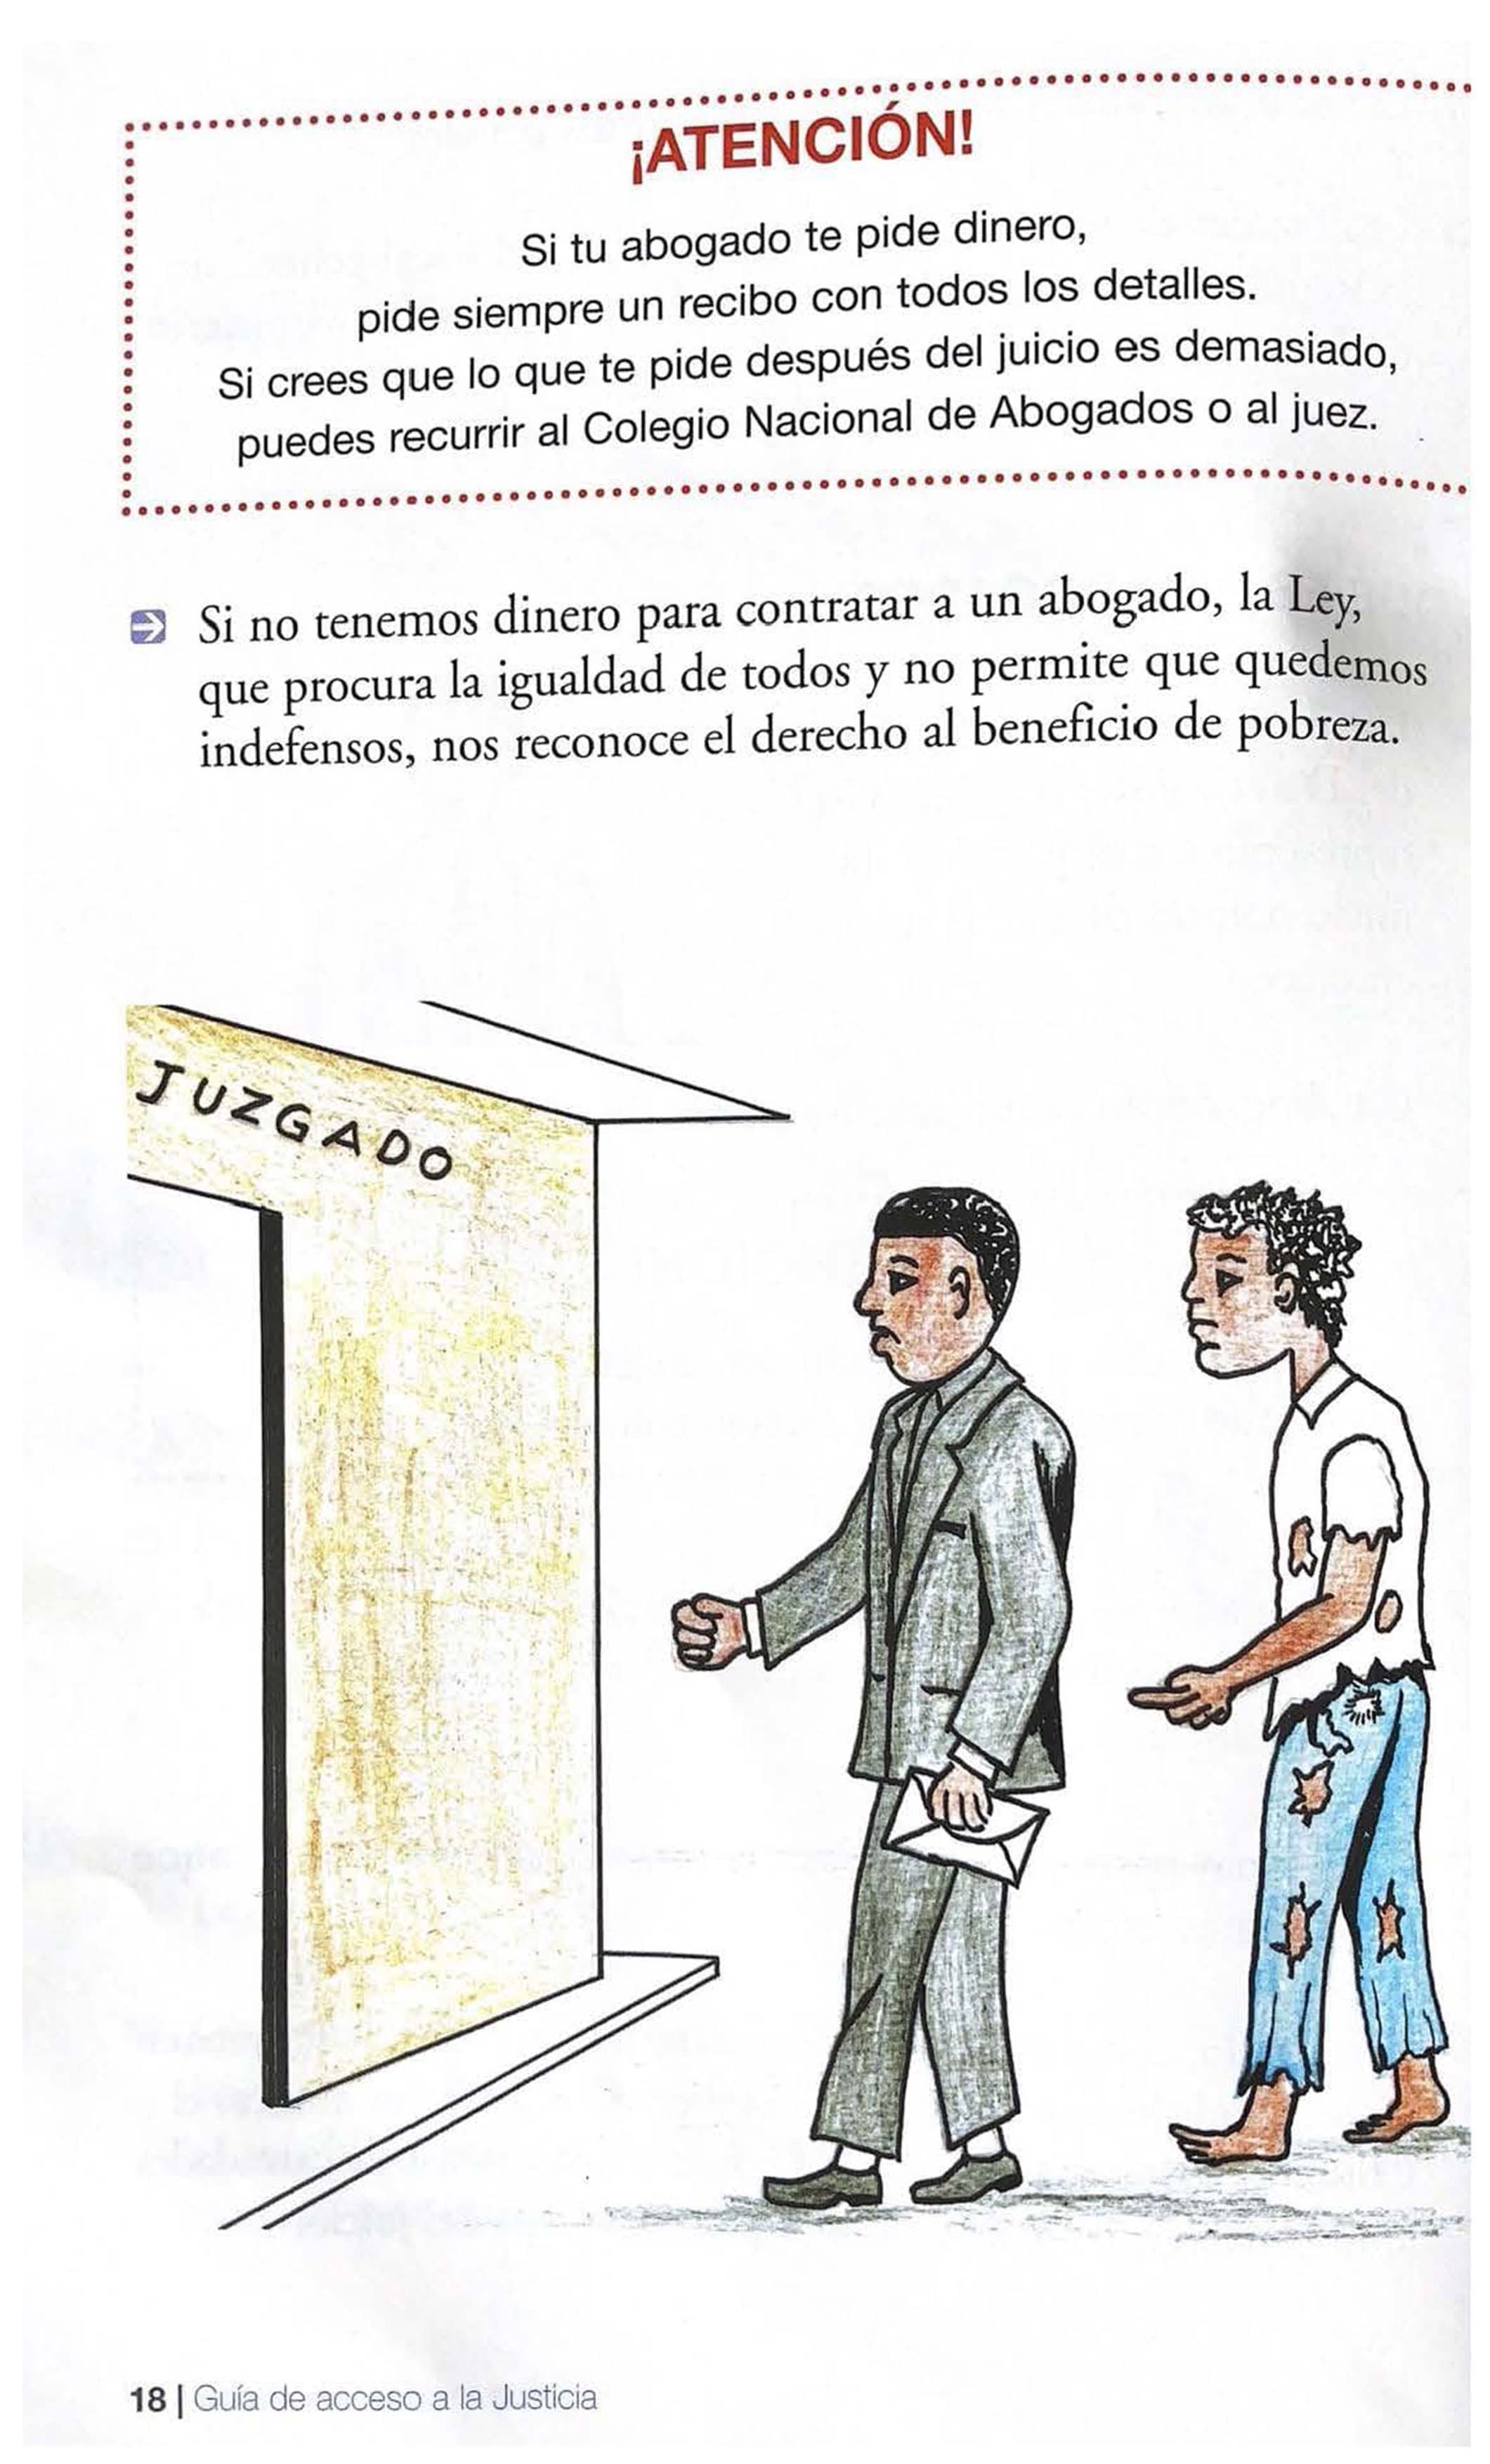 ¡ATENCIÓN!
Si tu abogado te pide dinero,
pide siempre un recibo con todos los detalles.
Si crees que lo que te pide después del juicio es demasiado,
puedes recurrir al Colegio Nacional de Abogados o al juez.
Si no tenemos dinero para contratar a un abogado, la Ley,
que procura la igualdad de todos y no permite que quedemos
indefensos, nos reconoce el derecho al beneficio de pobreza.
JUZGADO
18 | Guía de acceso a la Justicia